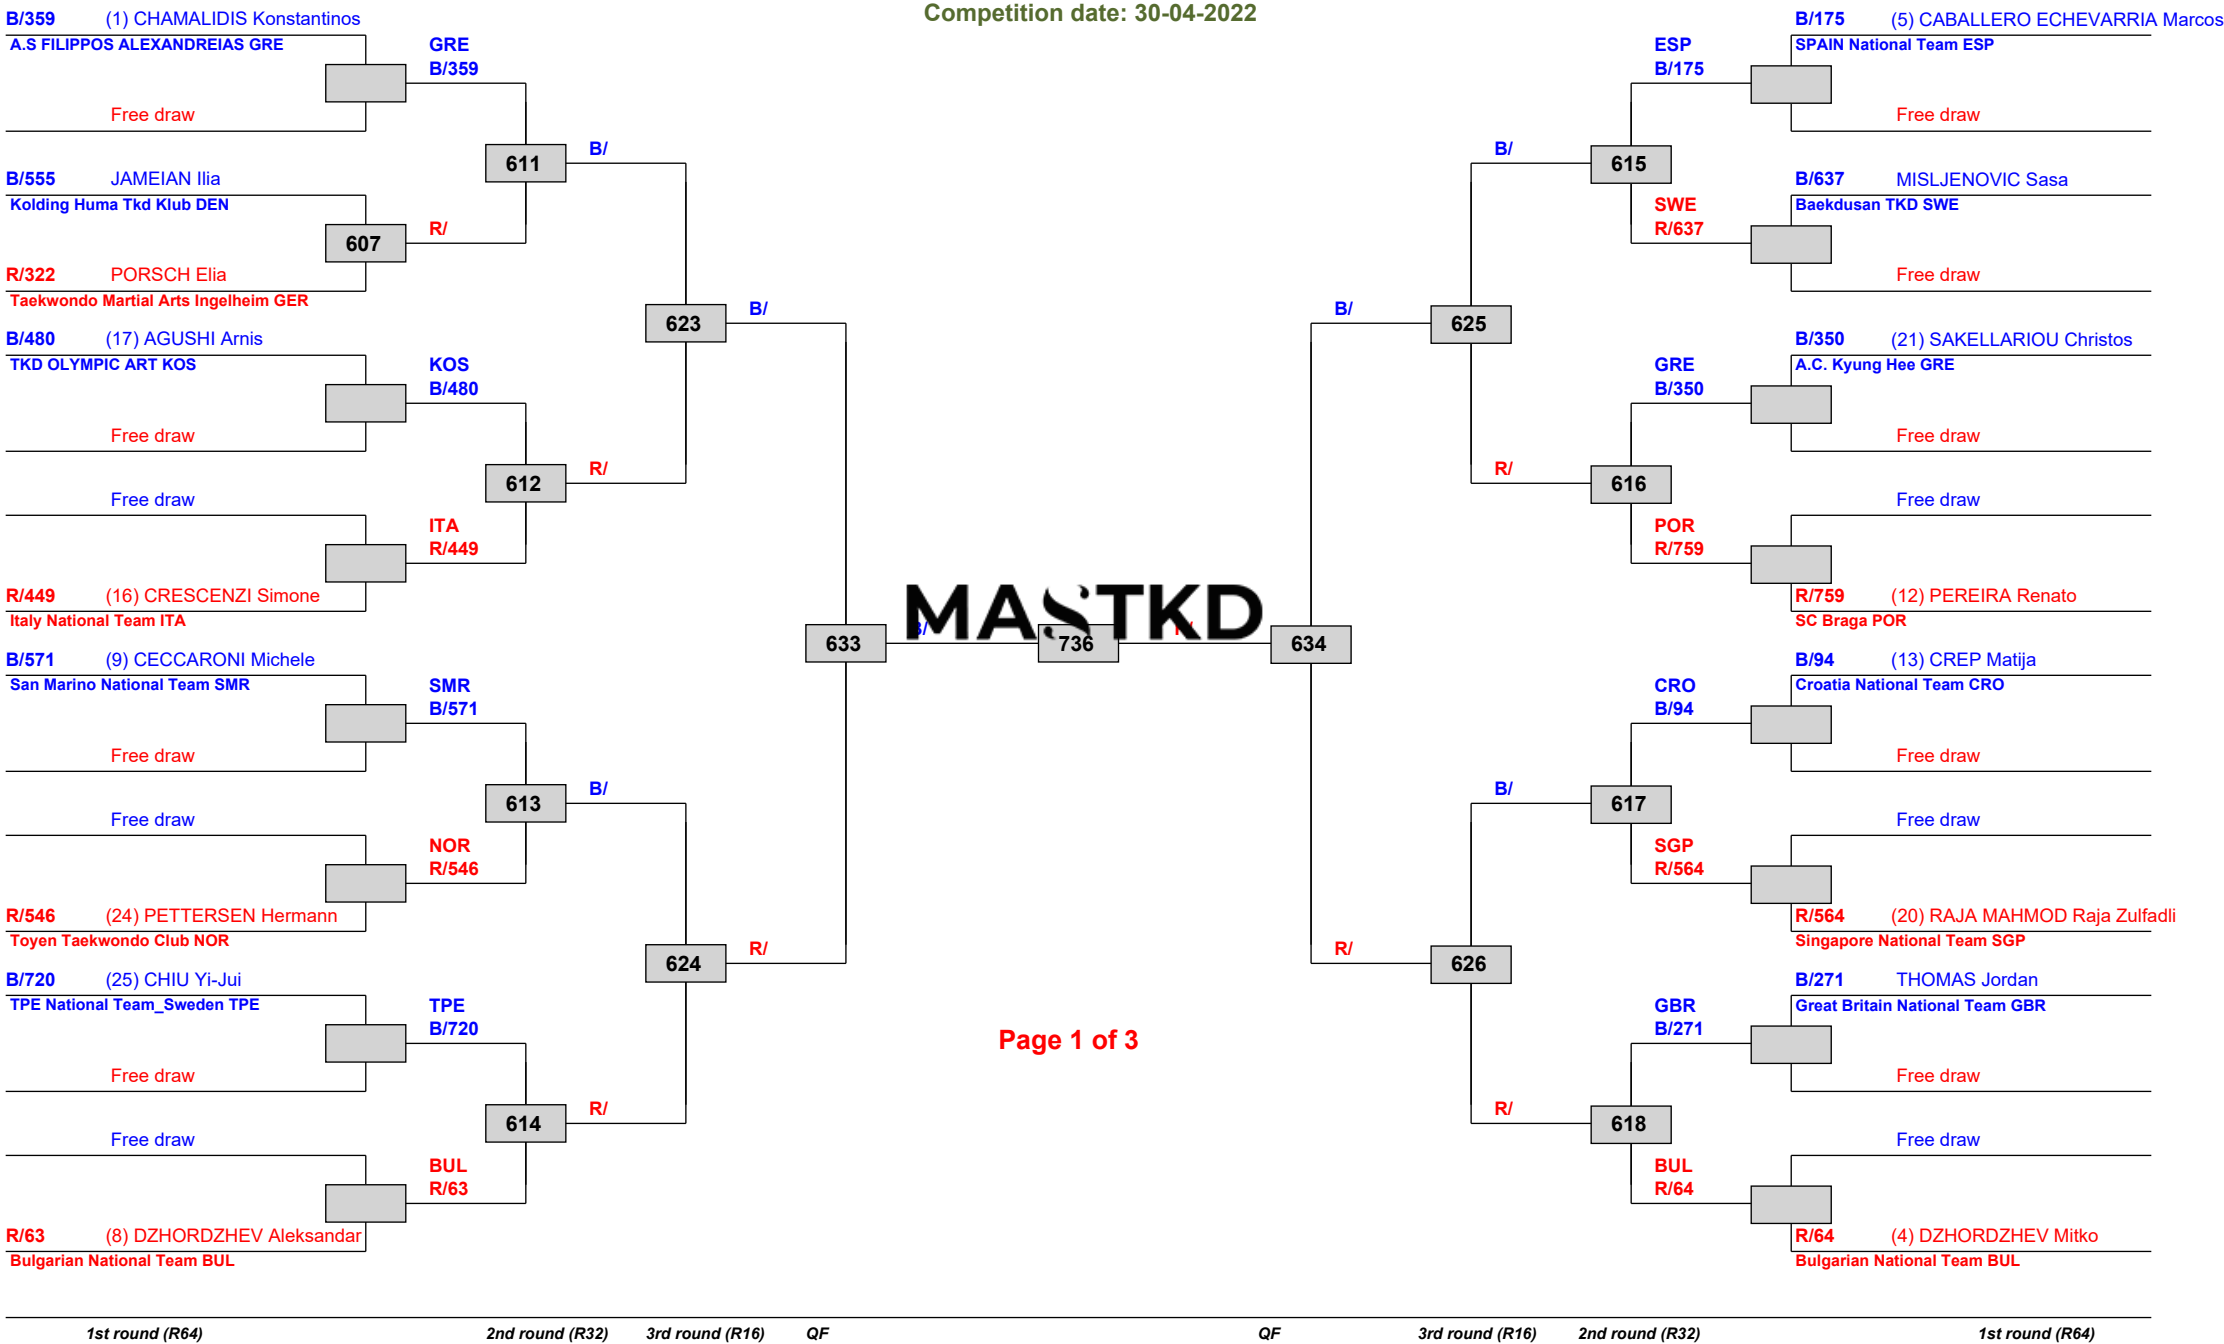 Competition date: 30-04-2022
B/359 (1) CHAMALIDIS Konstantinos
A.S FILIPPOS ALEXANDREIAS GRE
GRE
B/359
Free draw
611
B/
B/555 JAMEIAN Ilia
Kolding Huma Tkd Klub DEN
607
R/
R/322 PORSCH Elia
Taekwondo Martial Arts Ingelheim GER
623
B/
B/480 (17) AGUSHI Arnis
TKD OLYMPIC ART KOS
KOS
B/480
Free draw
612
R/
Free draw
ITA
R/449
R/449 (16) CRESCENZI Simone
Italy National Team ITA
633
B/571 (9) CECCARONI Michele
San Marino National Team SMR
SMR
B/571
Free draw
613
B/
Free draw
NOR
R/546
R/546 (24) PETTERSEN Hermann
Toyen Taekwondo Club NOR
624
R/
B/720 (25) CHIU Yi-Jui
TPE National Team_Sweden TPE
TPE
B/720
Free draw
614
R/
Free draw
BUL
R/63
R/63 (8) DZHORDZHEV Aleksandar
Bulgarian National Team BUL
MASTKD
736
Page 1 of 3
B/175 (5) CABALLERO ECHEVARRIA Marcos
SPAIN National Team ESP
ESP
B/175
Free draw
B/
615
B/637 MISLJENOVIC Sasa
Baekdusan TKD SWE
SWE
R/637
Free draw
B/
625
B/350 (21) SAKELLARIOU Christos
A.C. Kyung Hee GRE
GRE
B/350
Free draw
R/
616
Free draw
POR
R/759
R/759 (12) PEREIRA Renato
SC Braga POR
634
B/94 (13) CREP Matija
Croatia National Team CRO
CRO
B/94
Free draw
B/
617
Free draw
SGP
R/564
R/564 (20) RAJA MAHMOD Raja Zulfadli
Singapore National Team SGP
R/
626
B/271 THOMAS Jordan
Great Britain National Team GBR
GBR
B/271
Free draw
R/
618
Free draw
BUL
R/64
R/64 (4) DZHORDZHEV Mitko
Bulgarian National Team BUL
1st round (R64) 2nd round (R32) 3rd round (R16) QF QF 3rd round (R16) 2nd round (R32) 1st round (R64)